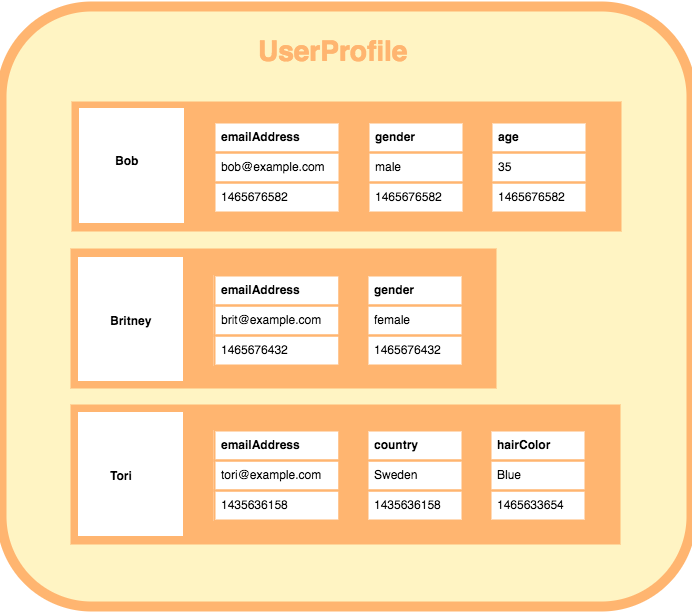 UserProfile
Bob
emailAddress gender age
bob@example.com male 35
1465676582 1465676582 1465676582
Britney
emailAddress gender
brit@example.com female
1465676432 1465676432
Tori
emailAddress country hairColor
tori@example.com Sweden Blue
1435636158 1435636158 1465633654